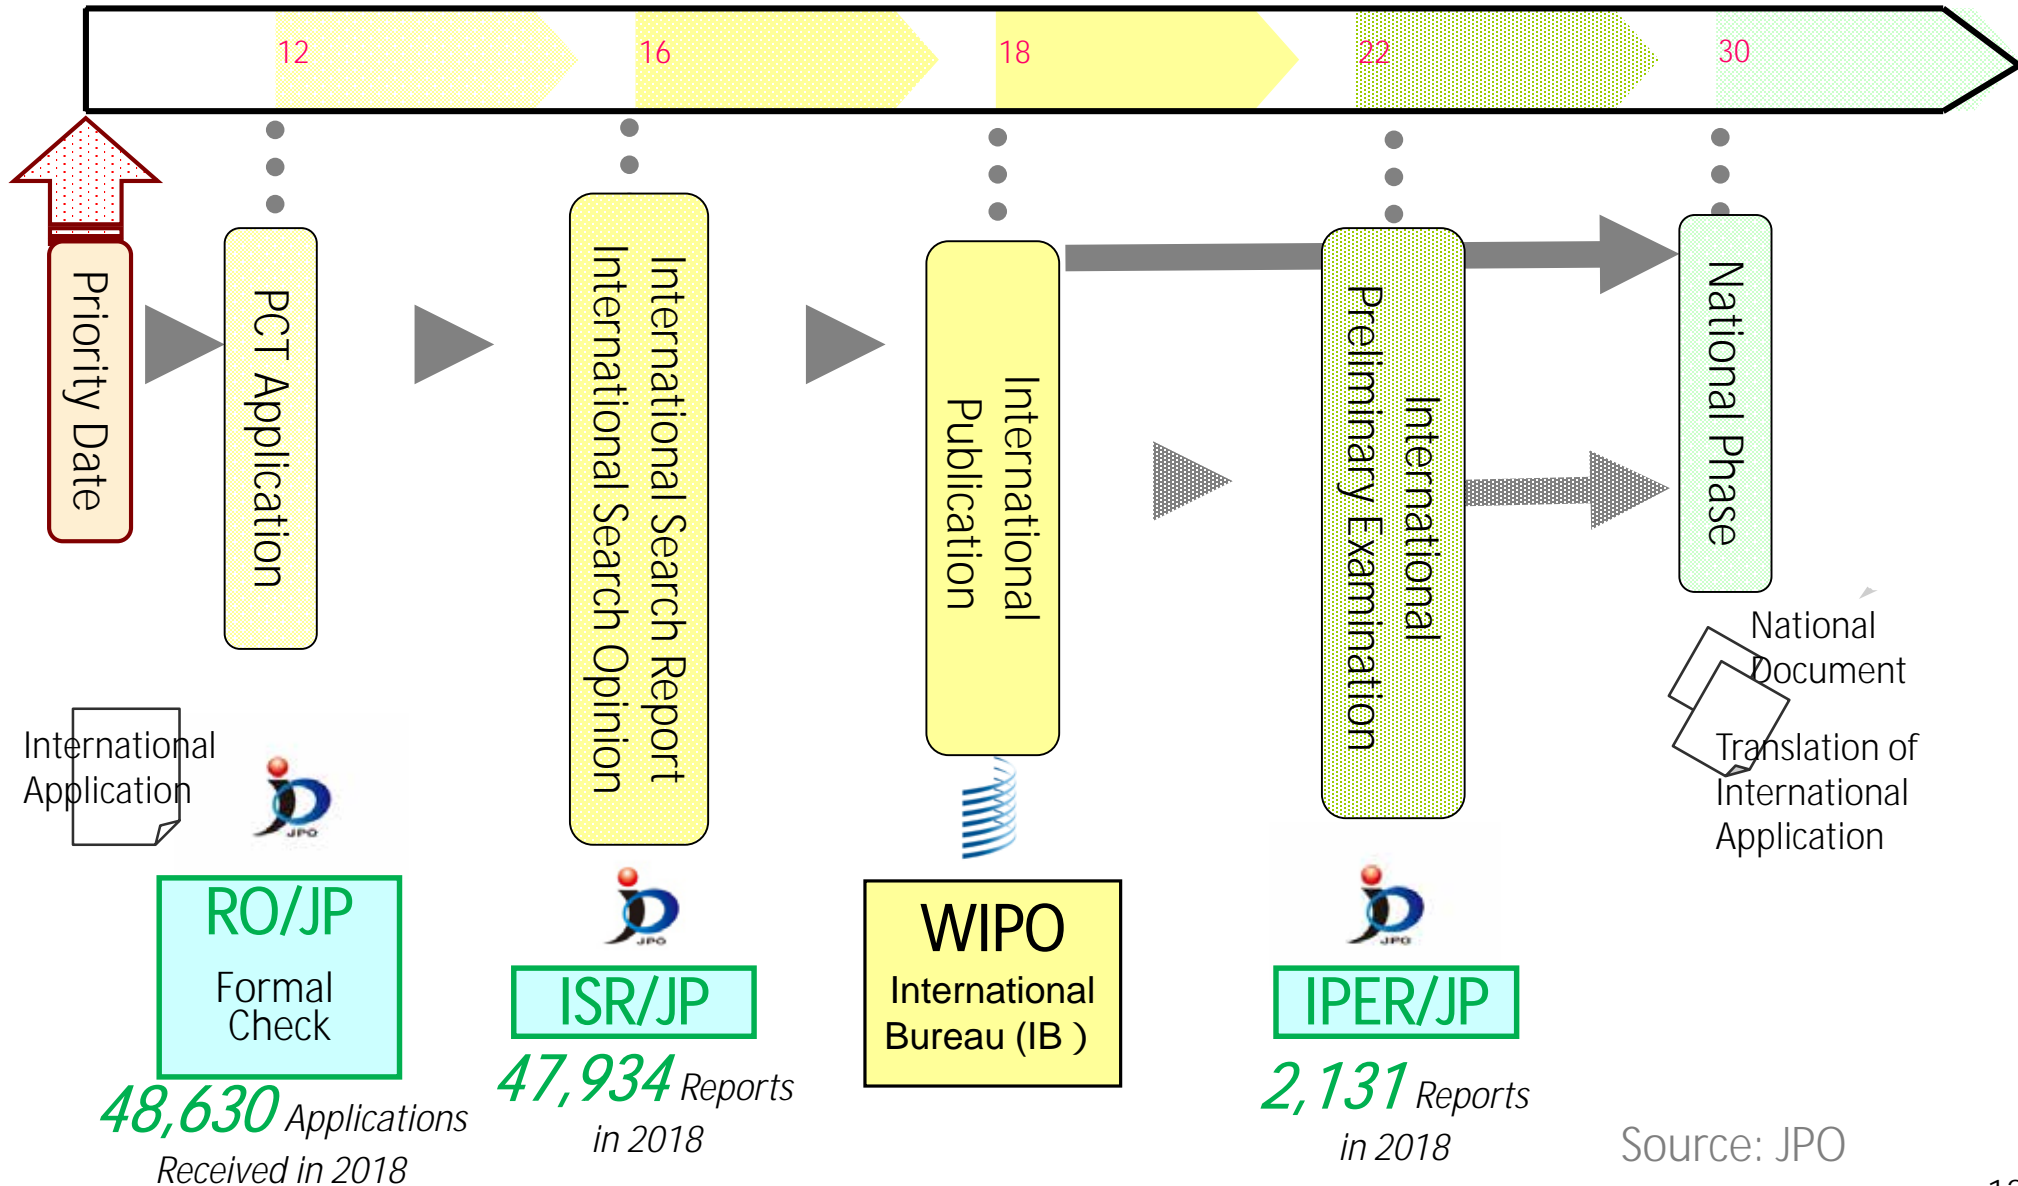 12
16
18
22
30
Priority Date
PCT Application
International Search Report
International Search Opinion
International
Publication
International
Preliminary Examination
National Phase
International
Application
JPO
RO/JP
Formal
Check
48,630 Applications
Received in 2018
JPO
ISR/JP
47,934 Reports
in 2018
WIPO
International
Bureau (IB )
JPO
IPER/JP
2,131 Reports
in 2018
National
Document
Translation of
International
Application
Source: JPO